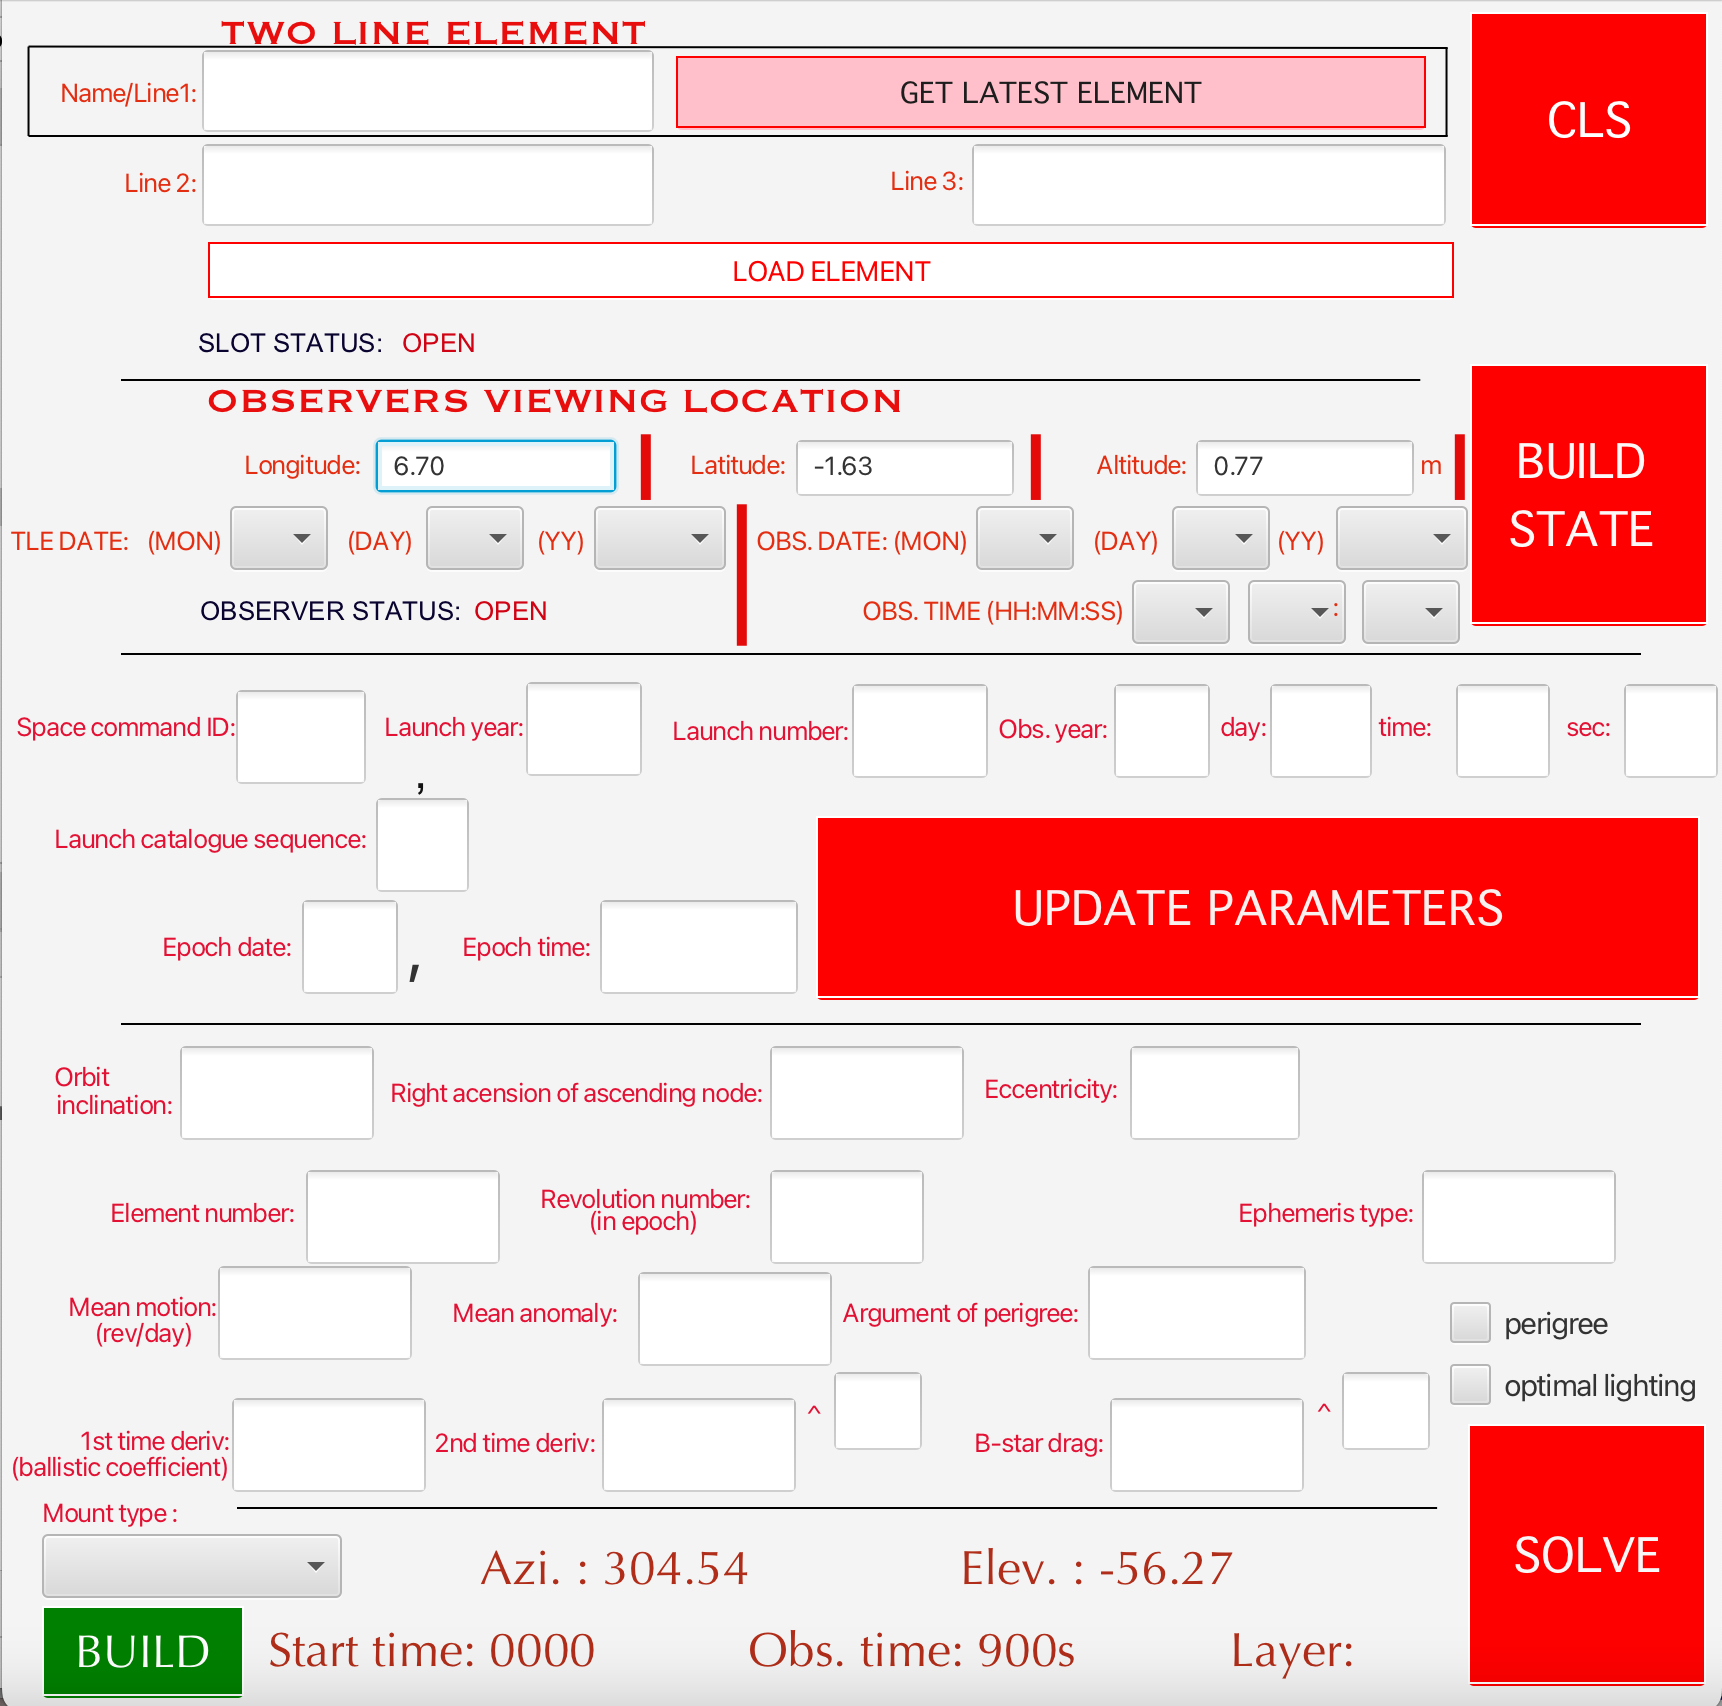 TWO LINE ELEMENT
Name/Line1: GET LATEST ELEMENT
CLS
Line 2: Line 3:
LOAD ELEMENT
SLOT STATUS: OPEN
OBSERVERS VIEWING LOCATION
Longitude: 6.70 Latitude: -1.63 Altitude: 0.77 m
BUILD
STATE
TLE DATE: (MON) (DAY) (YY) OBS. DATE: (MON) (DAY) (YY)
OBSERVER STATUS: OPEN OBS. TIME (HH:MM:SS) :
Space command ID: Launch year: Launch number: Obs. year: day: time: sec:
,
Launch catalogue sequence:
UPDATE PARAMETERS
Epoch date: , Epoch time:
Orbit
inclination: Right acension of ascending node: Eccentricity:
Element number: Revolution number:
(in epoch)
Ephemeris type:
Mean motion:
(rev/day)
Mean anomaly: Argument of perigree:
perigree
optimal lighting
1st time deriv:
(ballistic coefficient)
2nd time deriv: ^ B-star drag: ^
Mount type :
Azi. : 304.54 Elev. : -56.27
SOLVE
BUILD Start time: 0000 Obs. time: 900s Layer: